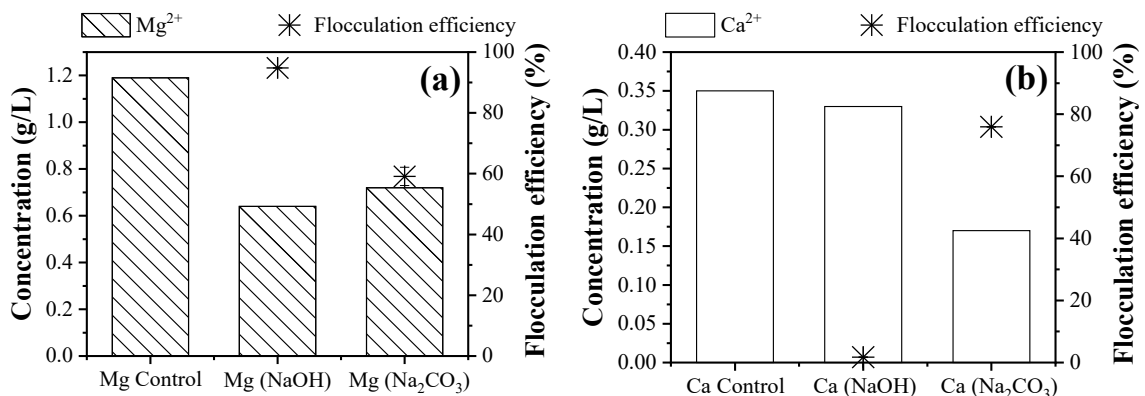 Mg²⁺ Flocculation efficiency
(a)
Concentration (g/L)
1.2
1.0
0.8
0.6
0.4
0.2
0.0
100
80
60
40
20
0
Flocculation efficiency (%)
Mg Control Mg (NaOH) Mg (Na₂CO₃)
Ca²⁺ Flocculation efficiency
(b)
Concentration (g/L)
0.40
0.35
0.30
0.25
0.20
0.15
0.10
0.05
0.00
100
80
60
40
20
0
Flocculation efficiency (%)
Ca Control Ca (NaOH) Ca (Na₂CO₃)